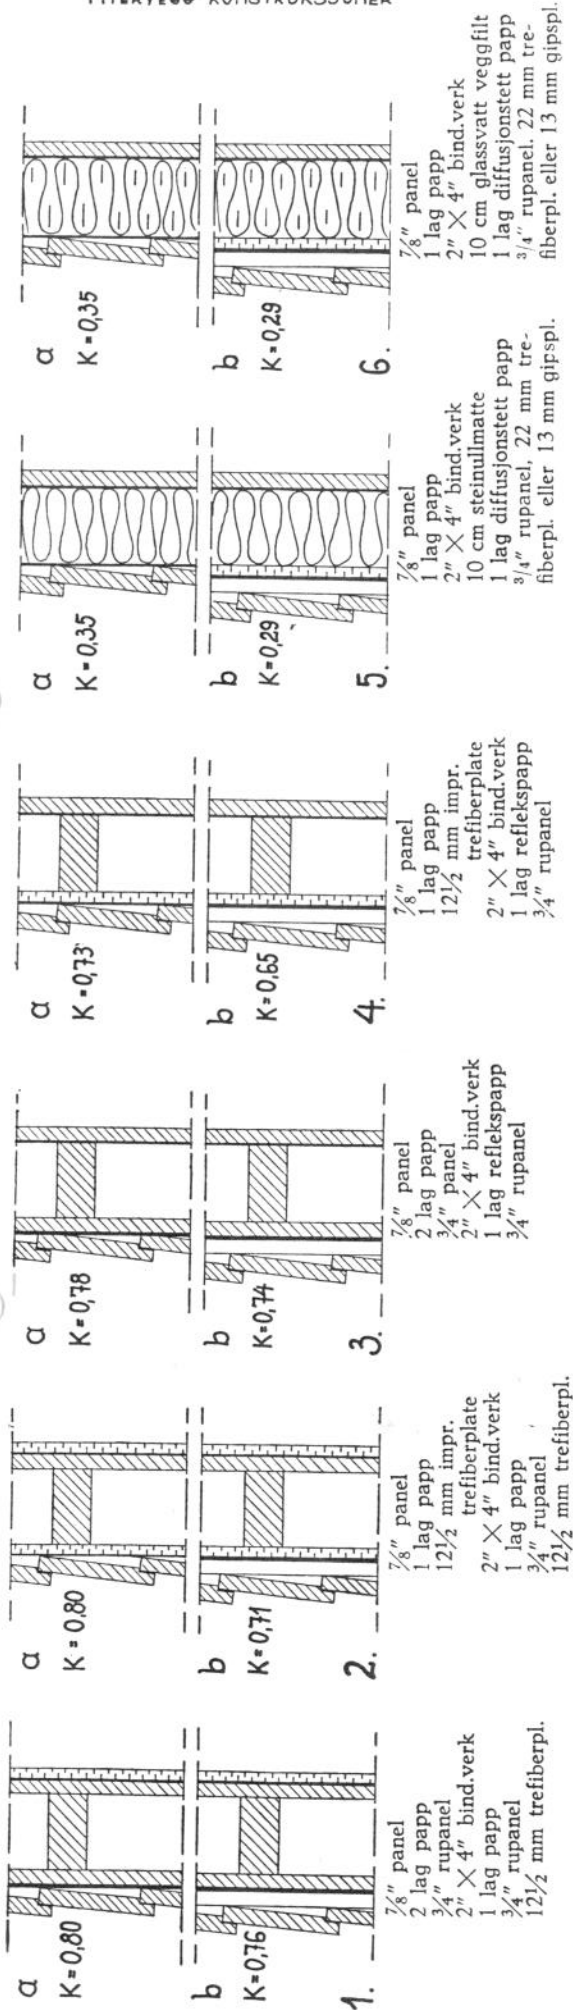 KONSTRUKSJONER
a
K=0,80
b
K=0,76
1.
7/8" panel
2 lag papp
3/4" rupanel
2" × 4" bind.verk
1 lag papp
3/4" rupanel
12½ mm trefiberpl.
a
K=0,80
b
K=0,71
2.
7/8" panel
1 lag papp
12½ mm impr.
trefiberplate
2" × 4" bind.verk
1 lag papp
3/4" rupanel
12½ mm trefiberpl.
a
K=0,78
b
K=0,74
3.
7/8" panel
2 lag papp
3/4" panel
2" × 4" bind.verk
1 lag reflekspapp
3/4" rupanel
a
K=0,73
b
K=0,65
4.
7/8" panel
1 lag papp
12½ mm impr.
trefiberplate
2" × 4" bind.verk
1 lag reflekspapp
3/4" rupanel
a
K=0,35
b
K=0,29
5.
7/8" panel
1 lag papp
2" × 4" bind.verk
10 cm steinullmatte
1 lag diffusjonstett papp
3/4" rupanel, 22 mm tre-
fiberpl. eller 13 mm gipspl.
a
K=0,35
b
K=0,29
6.
7/8" panel
1 lag papp
2" × 4" bind.verk
10 cm glassvatt veggfilt
1 lag diffusjonstett papp
3/4" rupanel. 22 mm tre-
fiberpl. eller 13 mm gipspl.